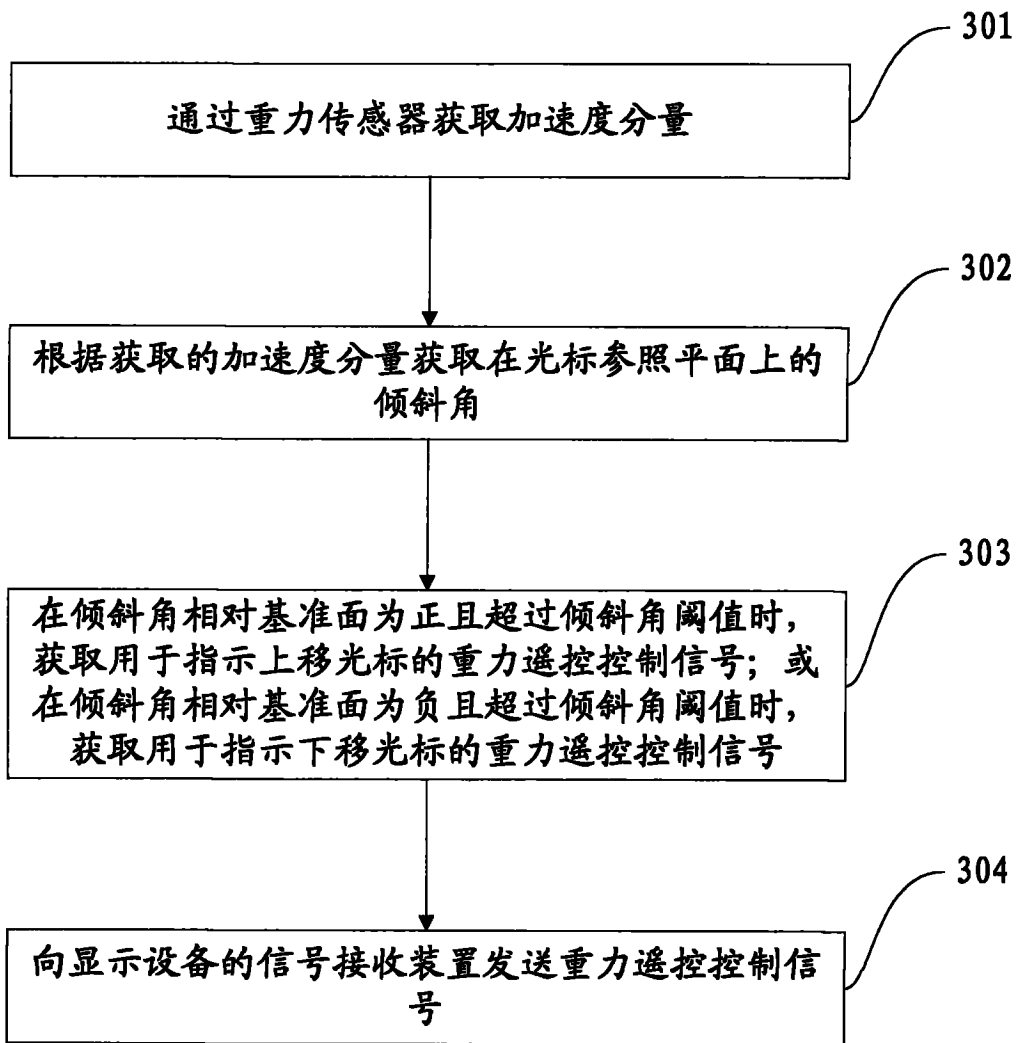 301
通过重力传感器获取加速度分量
302
根据获取的加速度分量获取在光标参照平面上的
倾斜角
303
在倾斜角相对基准面为正且超过倾斜角阈值时，
获取用于指示上移光标的重力遥控控制信号；或
在倾斜角相对基准面为负且超过倾斜角阈值时，
获取用于指示下移光标的重力遥控控制信号
304
向显示设备的信号接收装置发送重力遥控控制信
号